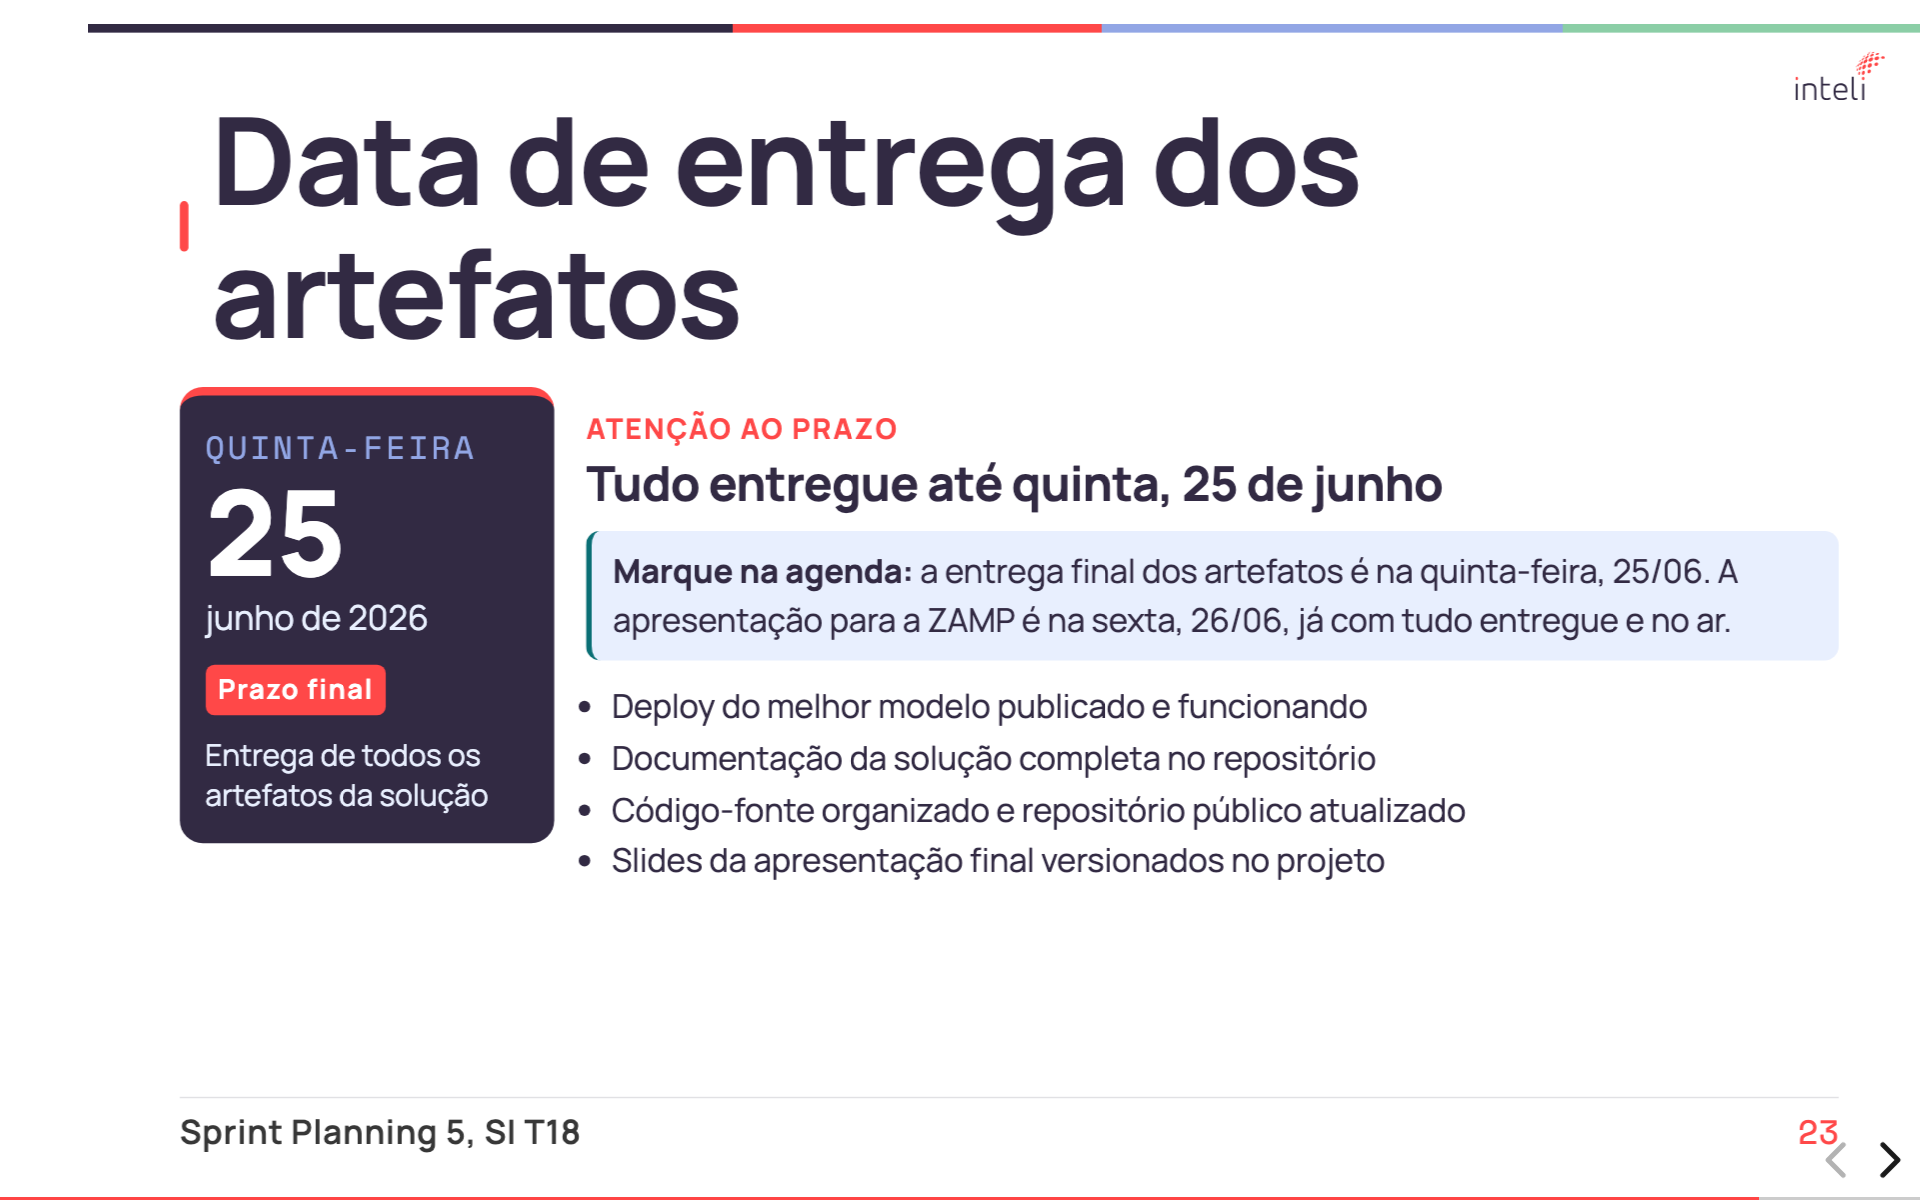 inteli
Data de entrega dos
artefatos
QUINTA-FEIRA
25
junho de 2026
Prazo final
Entrega de todos os
artefatos da solução
ATENÇÃO AO PRAZO
Tudo entregue até quinta, 25 de junho
Marque na agenda: a entrega final dos artefatos é na quinta-feira, 25/06. A
apresentação para a ZAMP é na sexta, 26/06, já com tudo entregue e no ar.
• Deploy do melhor modelo publicado e funcionando
• Documentação da solução completa no repositório
• Código-fonte organizado e repositório público atualizado
• Slides da apresentação final versionados no projeto
Sprint Planning 5, SI T18
23